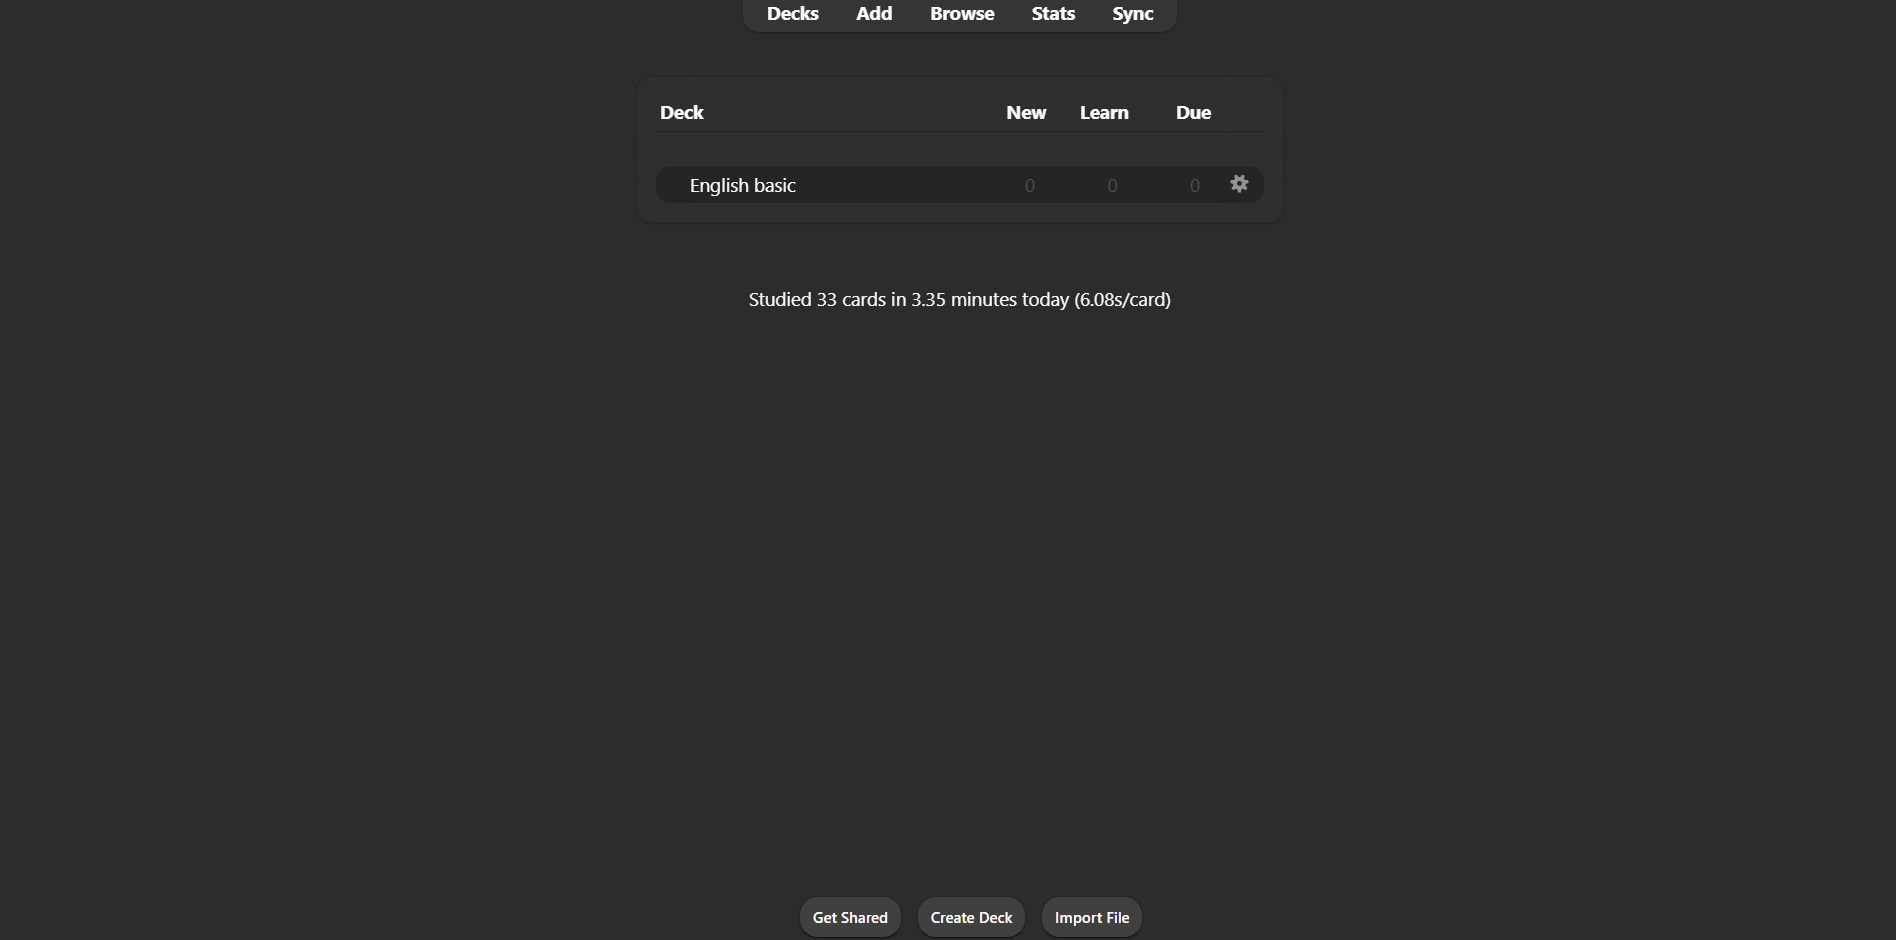 Decks Add Browse Stats Sync
Deck New Learn Due
English basic 0 0 0
Studied 33 cards in 3.35 minutes today (6.08s/card)
Get Shared Create Deck Import File